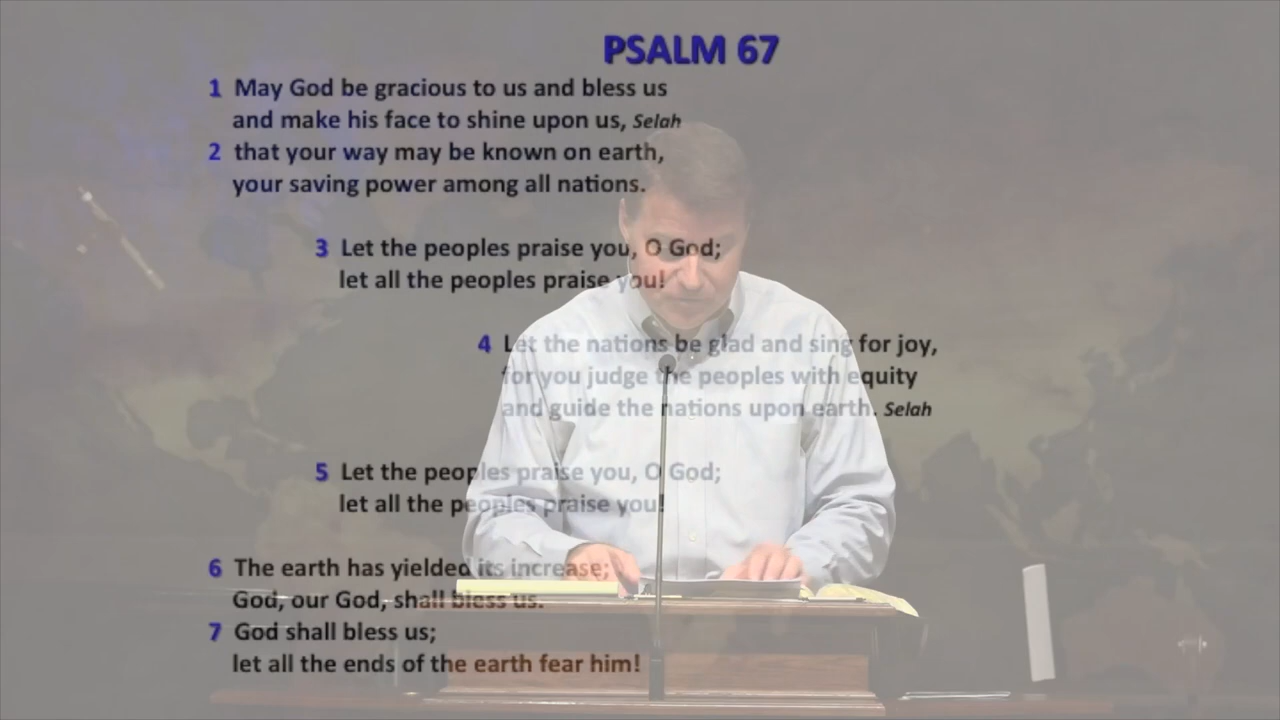 PSALM 67
1 May God be gracious to us and bless us
and make his face to shine upon us, Selah
2 that your way may be known on earth,
your saving power among all nations.
3 Let the peoples praise you, O God;
let all the peoples praise you!
4 Let the nations be glad and sing for joy,
for you judge the peoples with equity
and guide the nations upon earth. Selah
5 Let the peoples praise you, O God;
let all the peoples praise you!
6 The earth has yielded its increase;
God, our God, shall bless us.
7 God shall bless us;
let all the ends of the earth fear him!